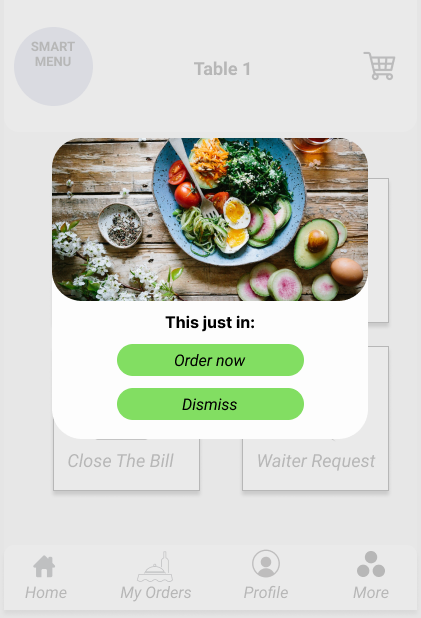 SMART
MENU
Table 1
This just in:
Order now
Dismiss
Close The Bill
Waiter Request
Home
My Orders
Profile
More